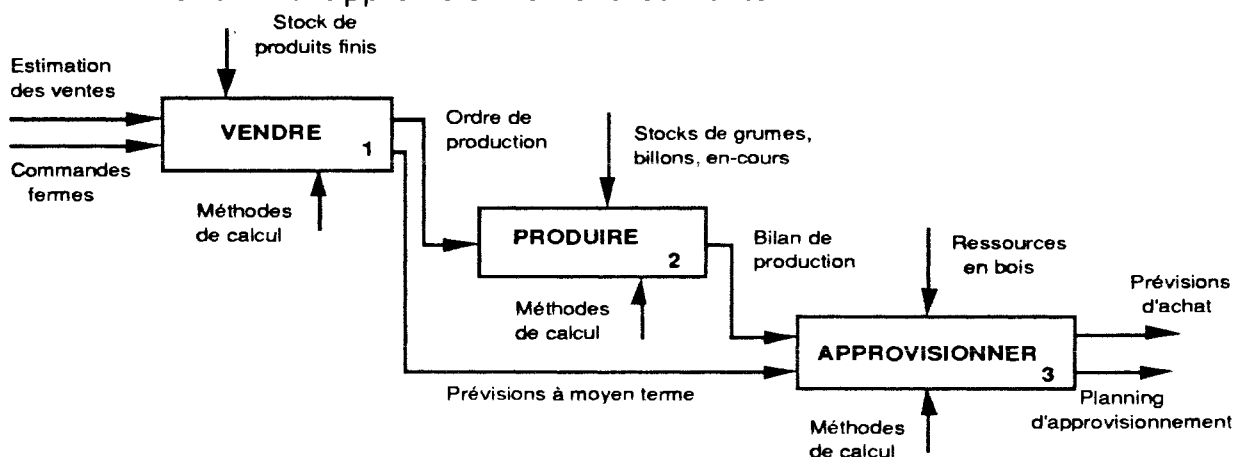 Stock de
produits finis
Estimation
des ventes
VENDRE
1
Commandes
fermes
Méthodes
de calcul
Ordre de
production
Stocks de grumes,
billons, en-cours
PRODUIRE
2
Méthodes
de calcul
Bilan de
production
Ressources
en bois
Prévisions
d'achat
APPROVISIONNER
3
Prévisions à moyen terme
Planning
d'approvisionnement
Méthodes
de calcul